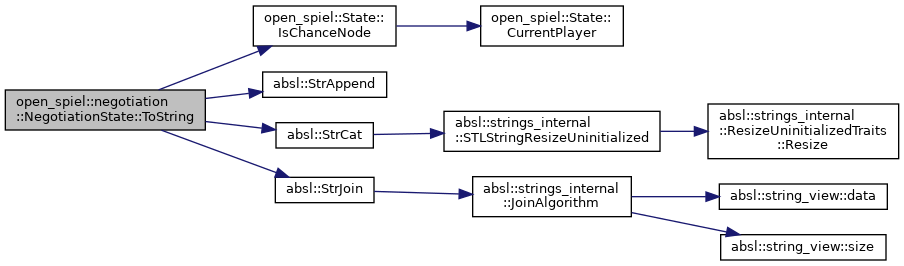 open_spiel::negotiation
::NegotiationState::ToString
open_spiel::State::
IsChanceNode
open_spiel::State::
CurrentPlayer
absl::StrAppend
absl::StrCat
absl::strings_internal
::STLStringResizeUninitialized
absl::strings_internal
::ResizeUninitializedTraits
::Resize
absl::StrJoin
absl::strings_internal
::JoinAlgorithm
absl::string_view::data
absl::string_view::size